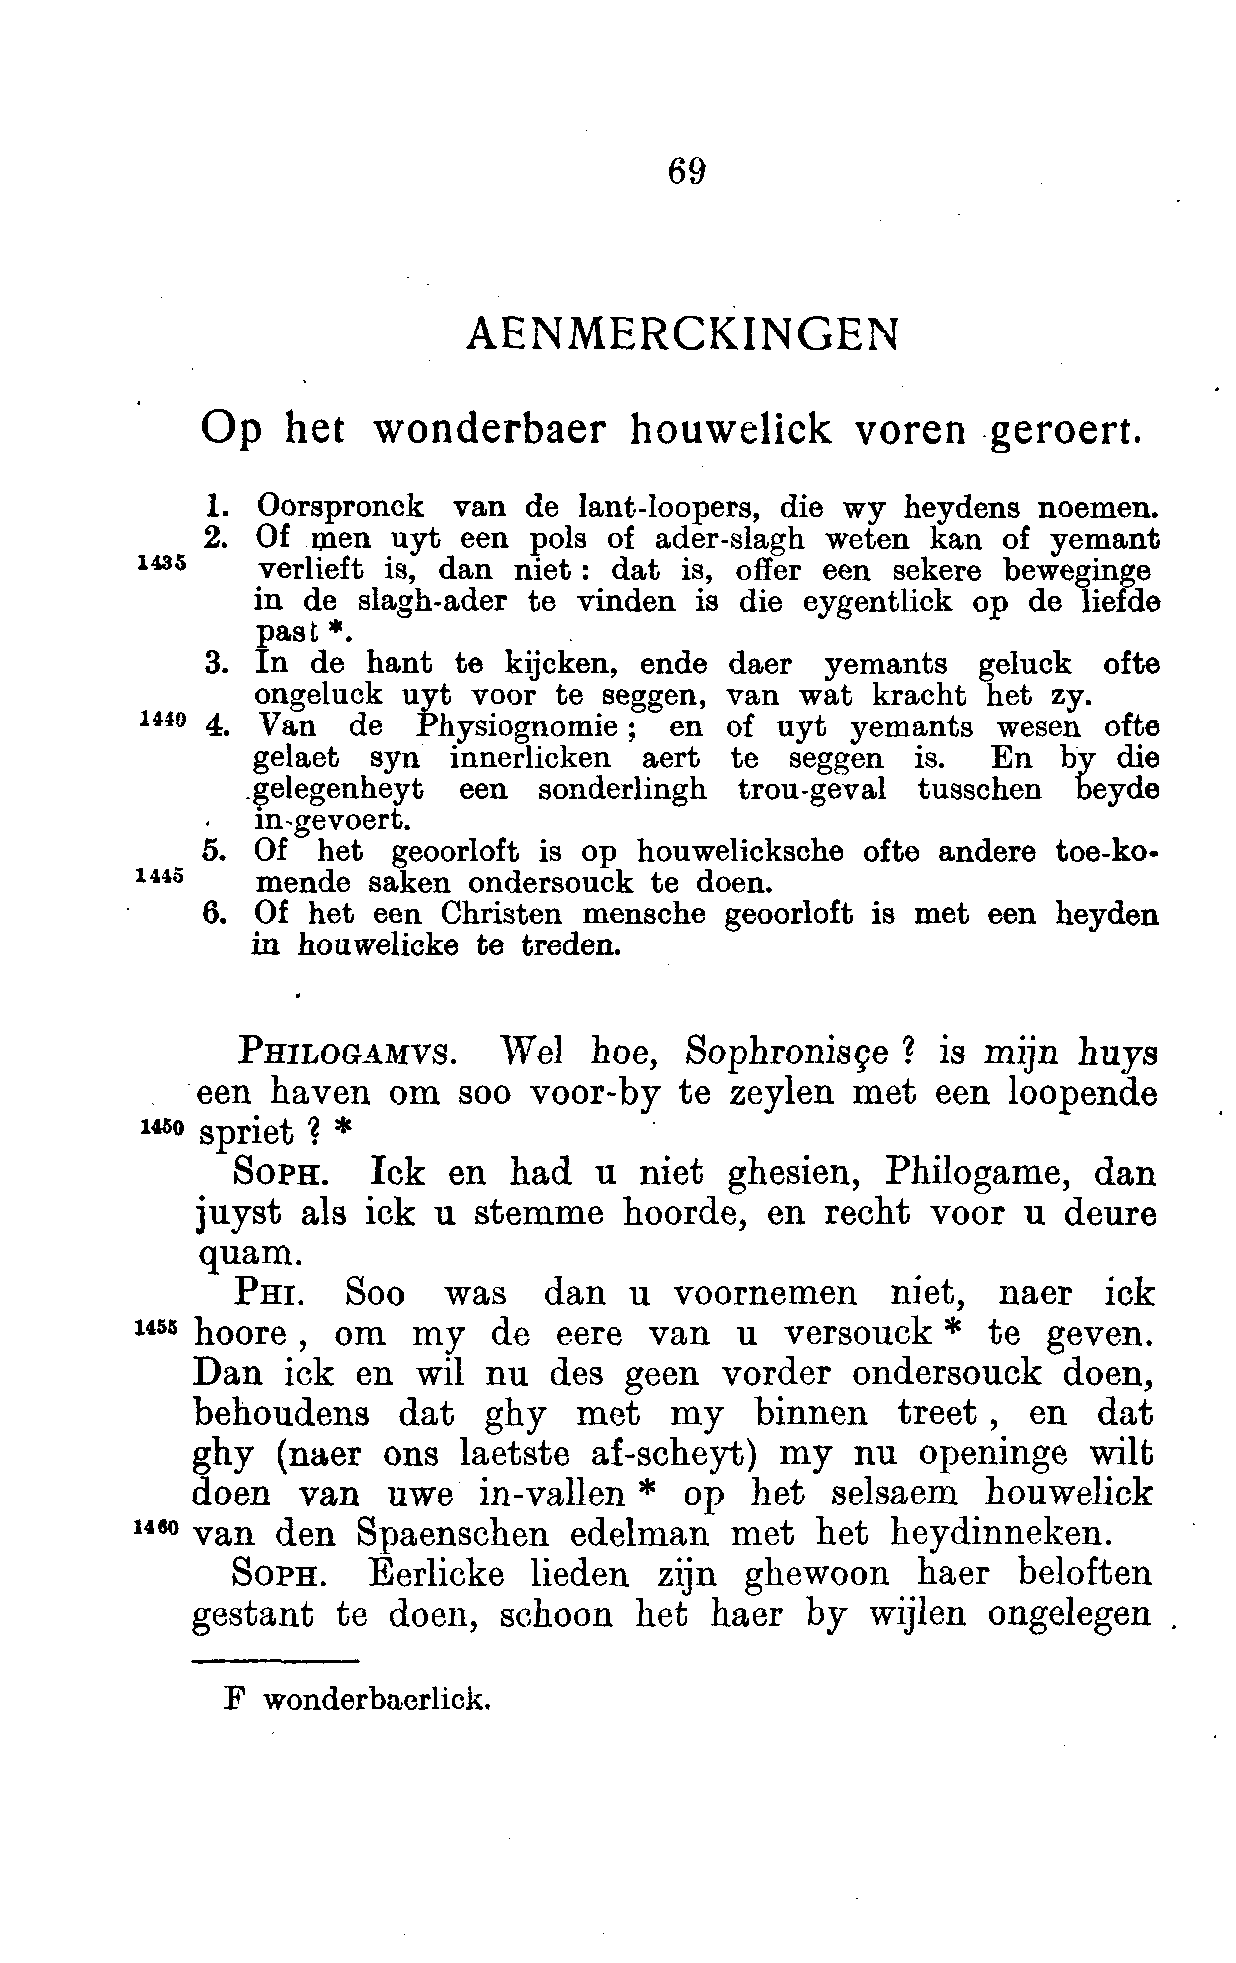 69
AENMERCKINGEN
Op het wonderbaer houwelick voren geroert.
1. Oorspronck van de lant-loopers, die wy heydens noemen.
2. Of men uyt een pols of ader-slagh weten kan of yemant
1435 verlieft is, dan niet : dat is, offer een sekere beweginge
in de slagh-ader te vinden is die eygentlick op de liefde
past *.
3. In de hant te kijcken, ende daer yemants geluck ofte
ongeluck uyt voor te seggen, van wat kracht het zy.
1440 4. Van de Physiognomie ; en of uyt yemants wesen ofte
gelaet syn innerlicken aert te seggen is. En by die
gelegenheyt een sonderlingh trou-geval tusschen beyde
in-gevoert.
5. Of het geoorloft is op houwelicksche ofte andere toe-ko-
1445 mende saken ondersouck te doen.
6. Of het een Christen mensche geoorloft is met een heyden
in houwelicke te treden.
PHILOGAMVS. Wel hoe, Sophronisçe ? is mijn huys
een haven om soo voor-by te zeylen met een loopende
1450 spriet ? *
SOPH. Ick en had u niet ghesien, Philogame, dan
juyst als ick u stemme hoorde, en recht voor u deure
quam.
PHI. Soo was dan u voornemen niet, naer ick
1455 hoore , om my de eere van u versouck * te geven.
Dan ick en wil nu des geen vorder ondersouck doen,
behoudens dat ghy met my binnen treet , en dat
ghy (naer ons laetste af-scheyt) my nu openinge wilt
doen van uwe in-vallen * op het selsaem houwelick
1460 van den Spaenschen edelman met het heydinneken.
SOPH. Eerlicke lieden zijn ghewoon haer beloften
gestant te doen, schoon het haer by wijlen ongelegen
F wonderbaerlick.